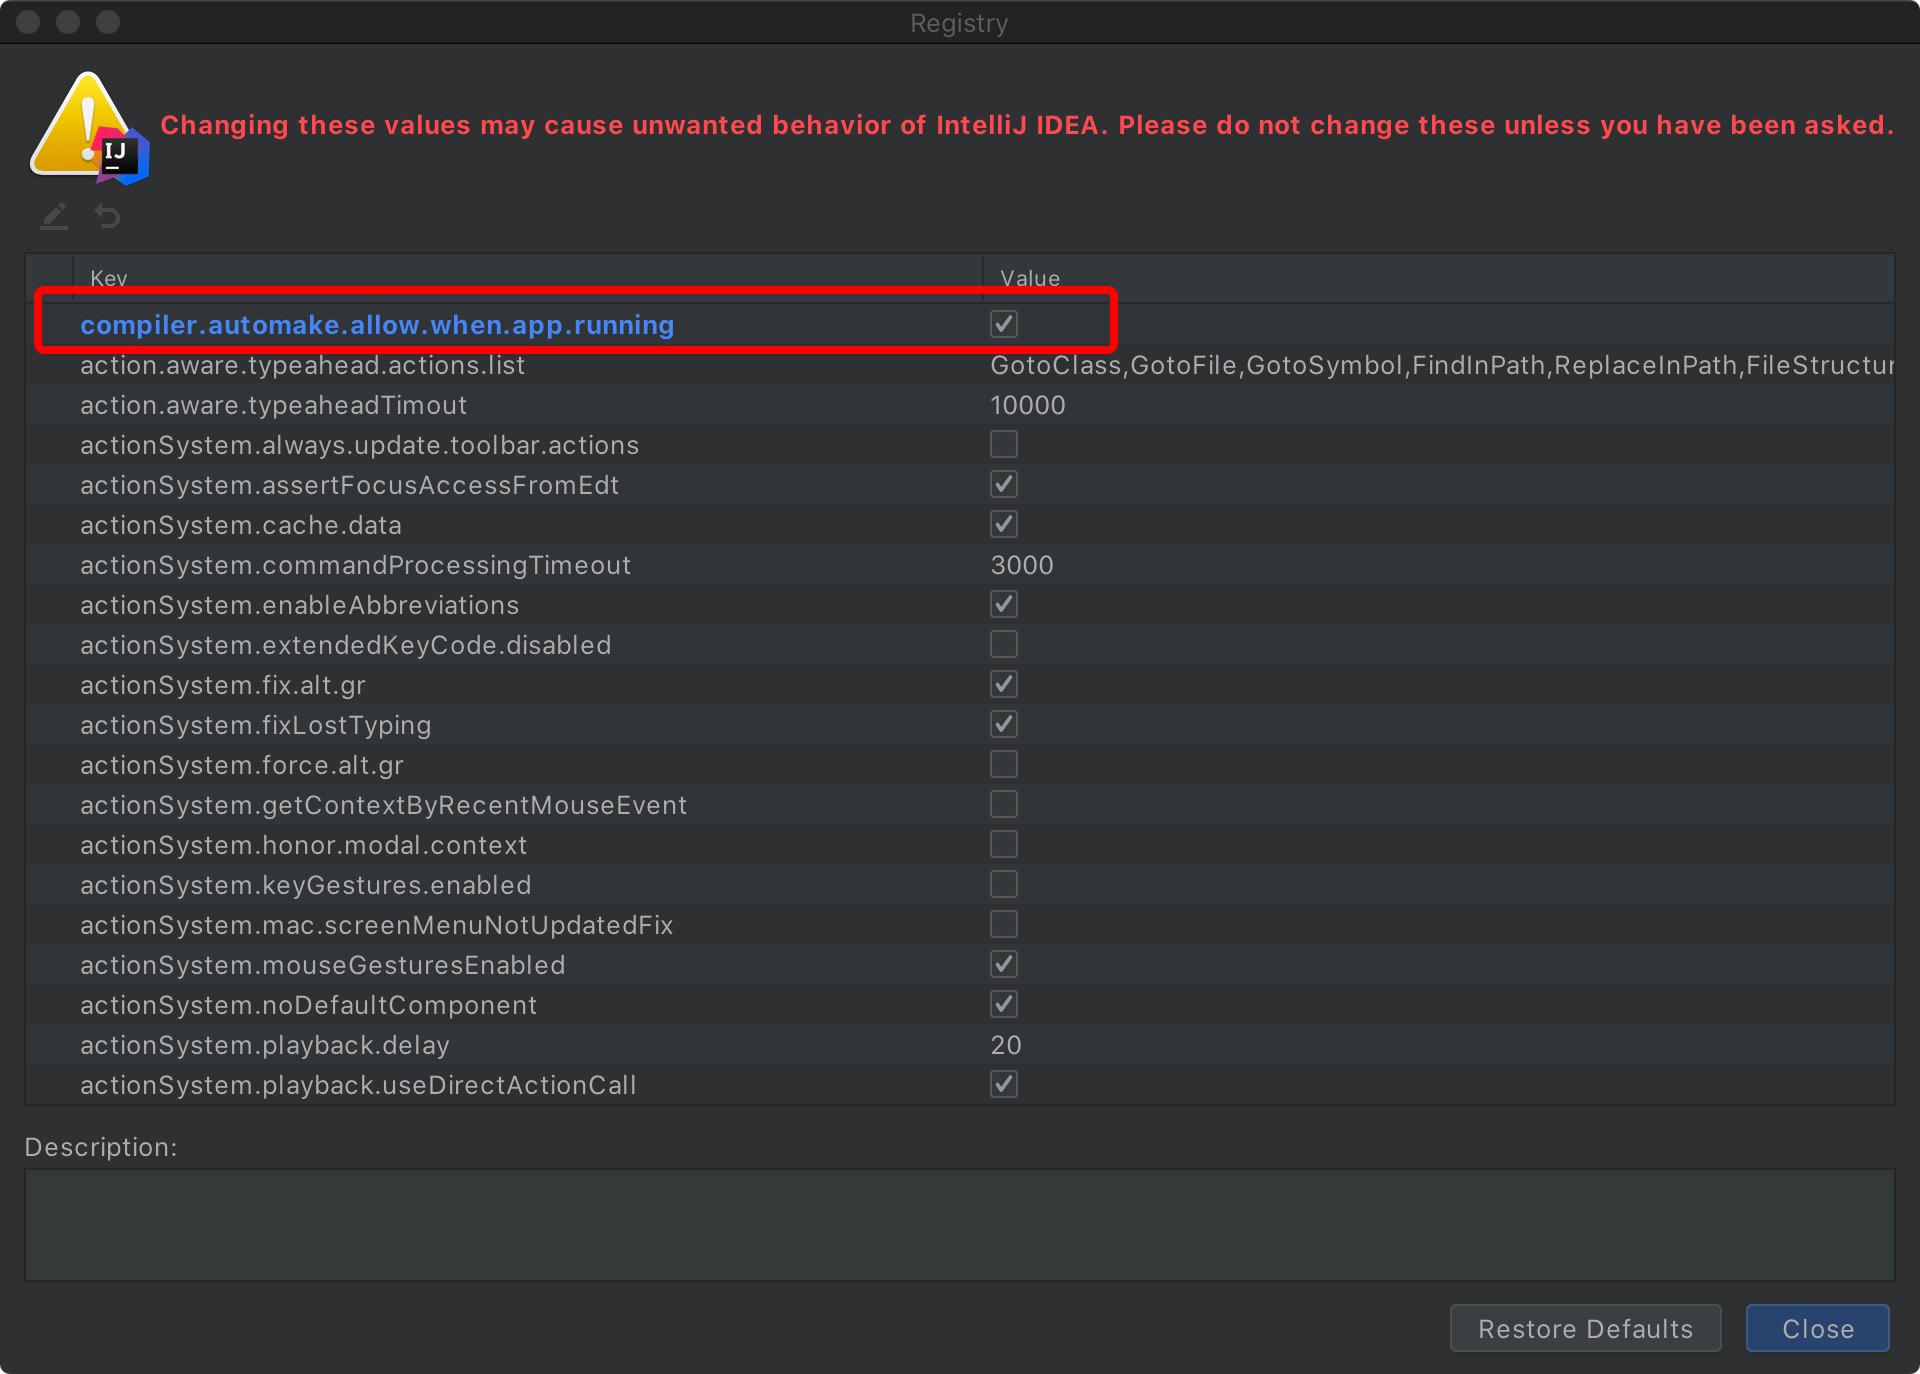 Registry
Changing these values may cause unwanted behavior of IntelliJ IDEA. Please do not change these unless you have been asked.
IJ
Key Value
compiler.automake.allow.when.app.running
action.aware.typeahead.actions.list GotoClass,GotoFile,GotoSymbol,FindInPath,ReplaceInPath,FileStructur
action.aware.typeaheadTimout 10000
actionSystem.always.update.toolbar.actions
actionSystem.assertFocusAccessFromEdt
actionSystem.cache.data
actionSystem.commandProcessingTimeout 3000
actionSystem.enableAbbreviations
actionSystem.extendedKeyCode.disabled
actionSystem.fix.alt.gr
actionSystem.fixLostTyping
actionSystem.force.alt.gr
actionSystem.getContextByRecentMouseEvent
actionSystem.honor.modal.context
actionSystem.keyGestures.enabled
actionSystem.mac.screenMenuNotUpdatedFix
actionSystem.mouseGesturesEnabled
actionSystem.noDefaultComponent
actionSystem.playback.delay 20
actionSystem.playback.useDirectActionCall
Description:
Restore Defaults Close